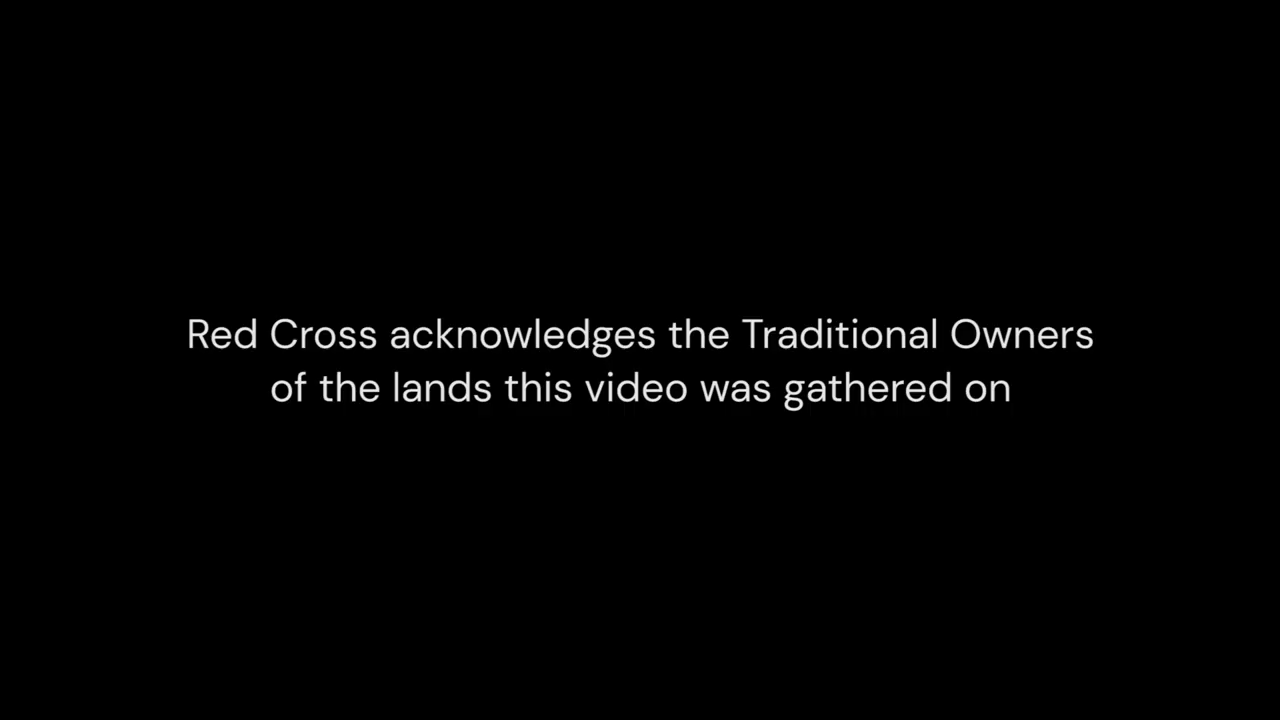 Red Cross acknowledges the Traditional Owners
of the lands this video was gathered on